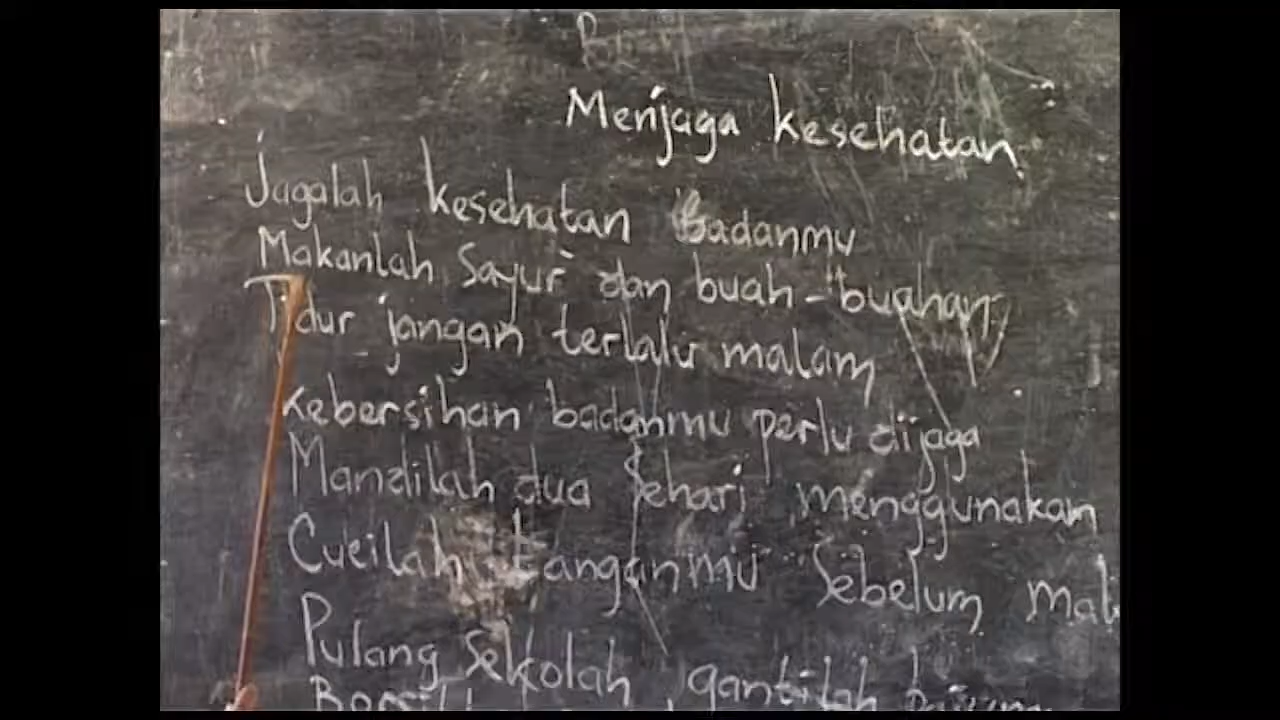 Menjaga kesehatan
Jagalah kesehatan Badanmu
Makanlah Sayur dan buah-buahan
Tidur jangan terlalu malam
kebersihan badanmu perlu dijaga
Mandilah dua sehari menggunakan
Cucilah tanganmu sebelum
Pulang Sekolah, gantilah